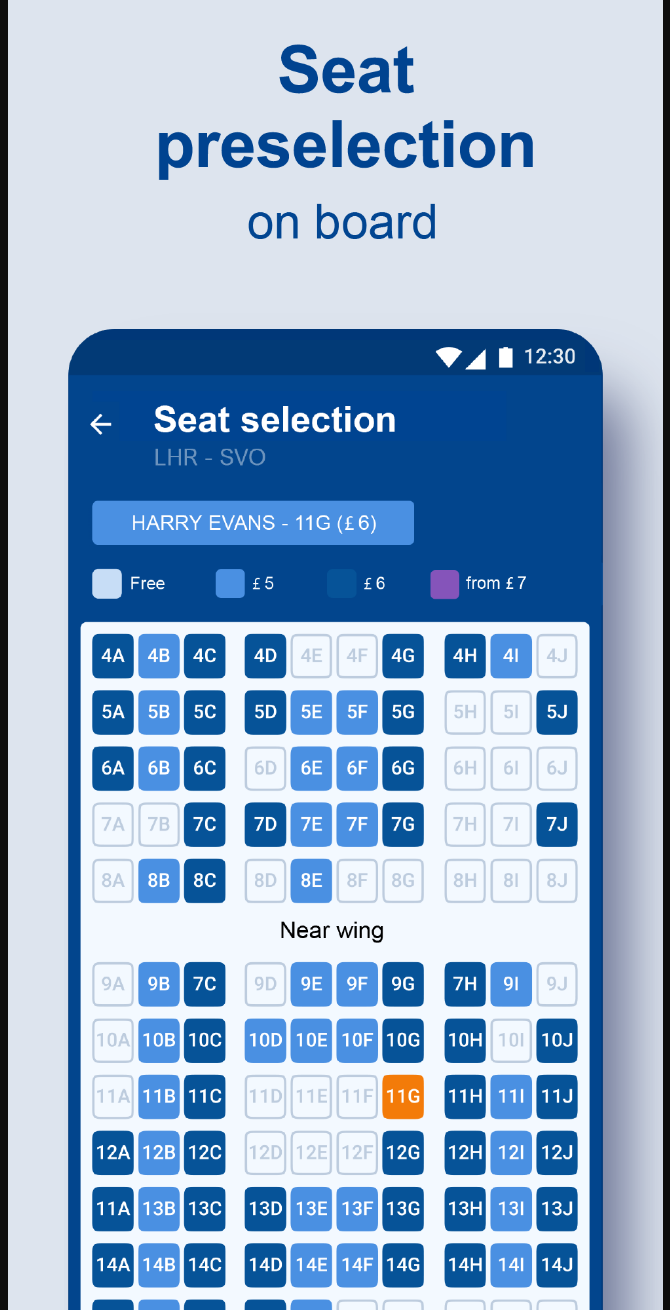 Seat
preselection
on board
12:30
Seat selection
LHR - SVO
HARRY EVANS - 11G (£ 6)
Free £ 5 £ 6 from £ 7
4A 4B 4C 4D 4E 4F 4G 4H 4I 4J
5A 5B 5C 5D 5E 5F 5G 5H 5I 5J
6A 6B 6C 6D 6E 6F 6G 6H 6I 6J
7A 7B 7C 7D 7E 7F 7G 7H 7I 7J
8A 8B 8C 8D 8E 8F 8G 8H 8I 8J
Near wing
9A 9B 7C 9D 9E 9F 9G 7H 9I 9J
10A 10B 10C 10D 10E 10F 10G 10H 10I 10J
11A 11B 11C 11D 11E 11F 11G 11H 11I 11J
12A 12B 12C 12D 12E 12F 12G 12H 12I 12J
11A 13B 13C 13D 13E 13F 13G 13H 13I 13J
14A 14B 14C 14D 14E 14F 14G 14H 14I 14J